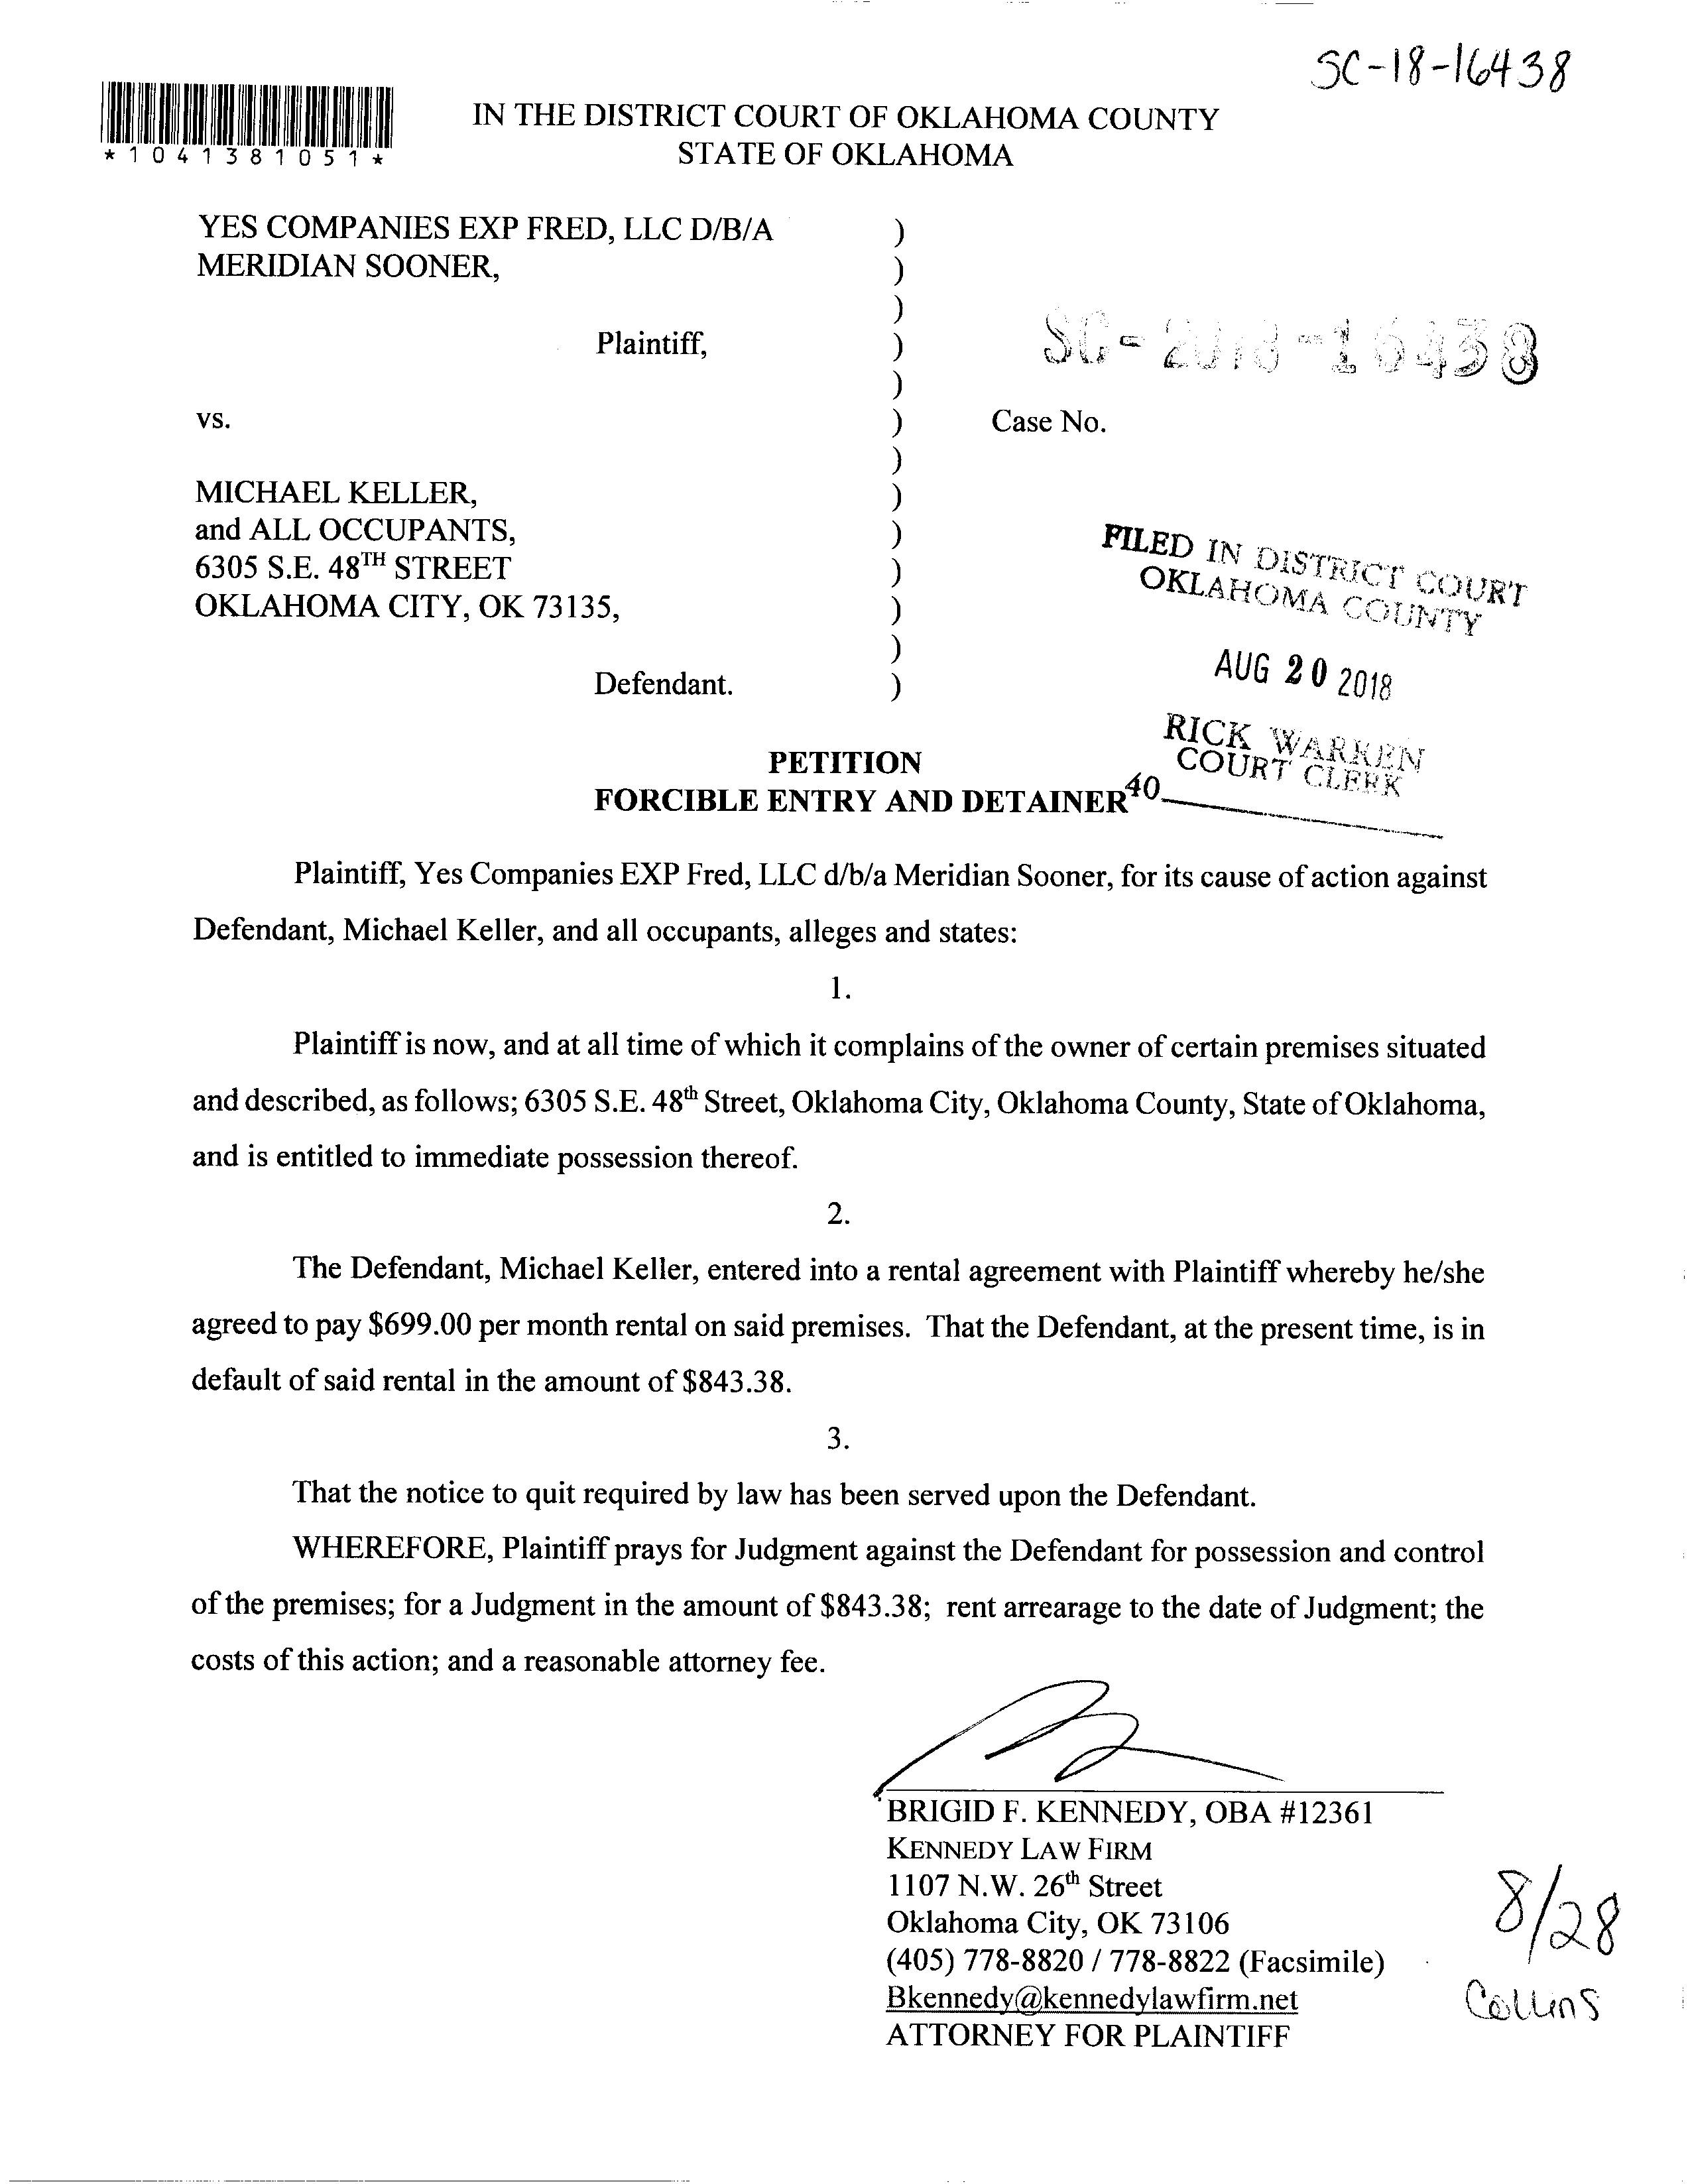 SC-18-16438
*1041381051*
IN THE DISTRICT COURT OF OKLAHOMA COUNTY
STATE OF OKLAHOMA
YES COMPANIES EXP FRED, LLC D/B/A )
MERIDIAN SOONER, )
)
Plaintiff, )
SC-2018-16438
)
vs. ) Case No.
)
MICHAEL KELLER, )
and ALL OCCUPANTS, )
6305 S.E. 48TH STREET )
OKLAHOMA CITY, OK 73135, )
)
Defendant. )
FILED IN DISTRICT COURT
OKLAHOMA COUNTY
AUG 20 2018
RICK WARREN
COURT CLERK
40
PETITION
FORCIBLE ENTRY AND DETAINER
Plaintiff, Yes Companies EXP Fred, LLC d/b/a Meridian Sooner, for its cause of action against
Defendant, Michael Keller, and all occupants, alleges and states:
1.
Plaintiff is now, and at all time of which it complains of the owner of certain premises situated
and described, as follows; 6305 S.E. 48th Street, Oklahoma City, Oklahoma County, State of Oklahoma,
and is entitled to immediate possession thereof.
2.
The Defendant, Michael Keller, entered into a rental agreement with Plaintiff whereby he/she
agreed to pay $699.00 per month rental on said premises. That the Defendant, at the present time, is in
default of said rental in the amount of $843.38.
3.
That the notice to quit required by law has been served upon the Defendant.
WHEREFORE, Plaintiff prays for Judgment against the Defendant for possession and control
of the premises; for a Judgment in the amount of $843.38; rent arrearage to the date of Judgment; the
costs of this action; and a reasonable attorney fee.
BRIGID F. KENNEDY, OBA #12361
KENNEDY LAW FIRM
1107 N.W. 26th Street
Oklahoma City, OK 73106
(405) 778-8820 / 778-8822 (Facsimile)
Bkennedy@kennedylawfirm.net
ATTORNEY FOR PLAINTIFF
8/28
Collins